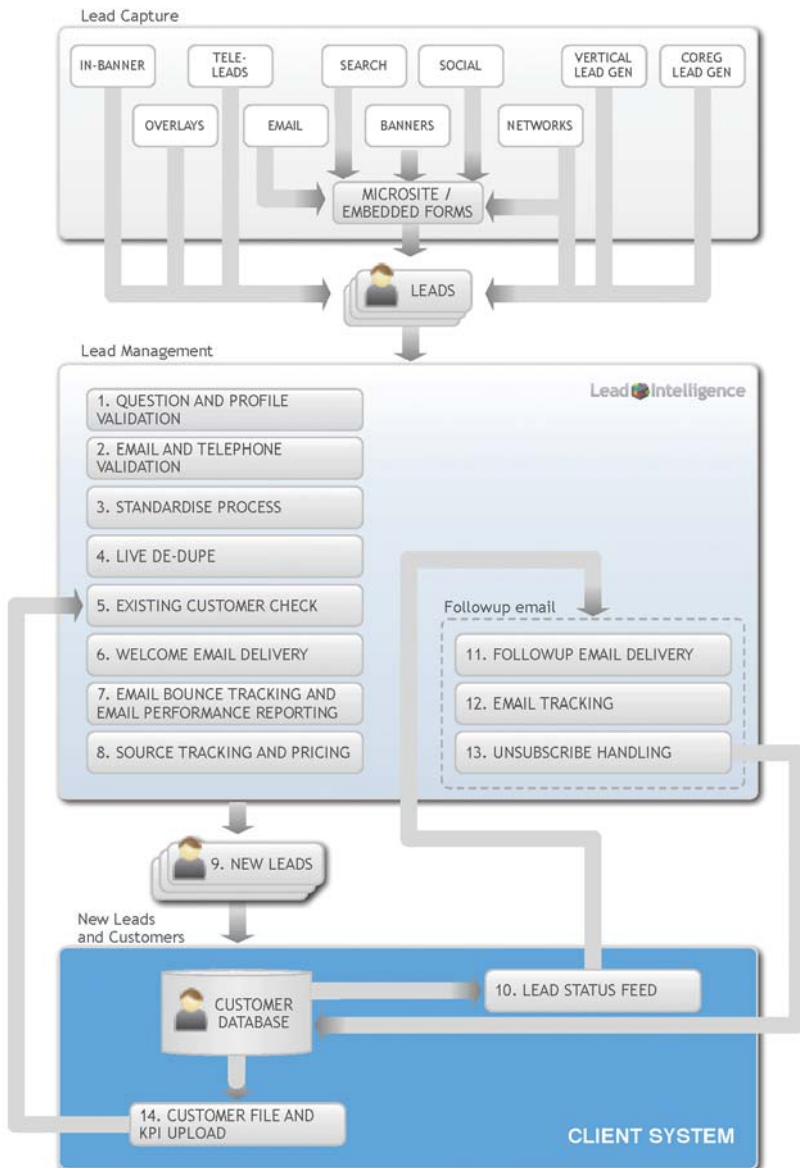 Lead Capture
IN-BANNER
TELE-
LEADS
SEARCH
SOCIAL
VERTICAL
LEAD GEN
COREG
LEAD GEN
OVERLAYS
EMAIL
BANNERS
NETWORKS
MICROSITE /
EMBEDDED FORMS
LEADS
Lead Management
Lead Intelligence
1. QUESTION AND PROFILE
VALIDATION
2. EMAIL AND TELEPHONE
VALIDATION
3. STANDARDISE PROCESS
4. LIVE DE-DUPE
5. EXISTING CUSTOMER CHECK
6. WELCOME EMAIL DELIVERY
7. EMAIL BOUNCE TRACKING AND
EMAIL PERFORMANCE REPORTING
8. SOURCE TRACKING AND PRICING
Followup email
11. FOLLOWUP EMAIL DELIVERY
12. EMAIL TRACKING
13. UNSUBSCRIBE HANDLING
9. NEW LEADS
New Leads
and Customers
CUSTOMER
DATABASE
10. LEAD STATUS FEED
14. CUSTOMER FILE AND
KPI UPLOAD
CLIENT SYSTEM